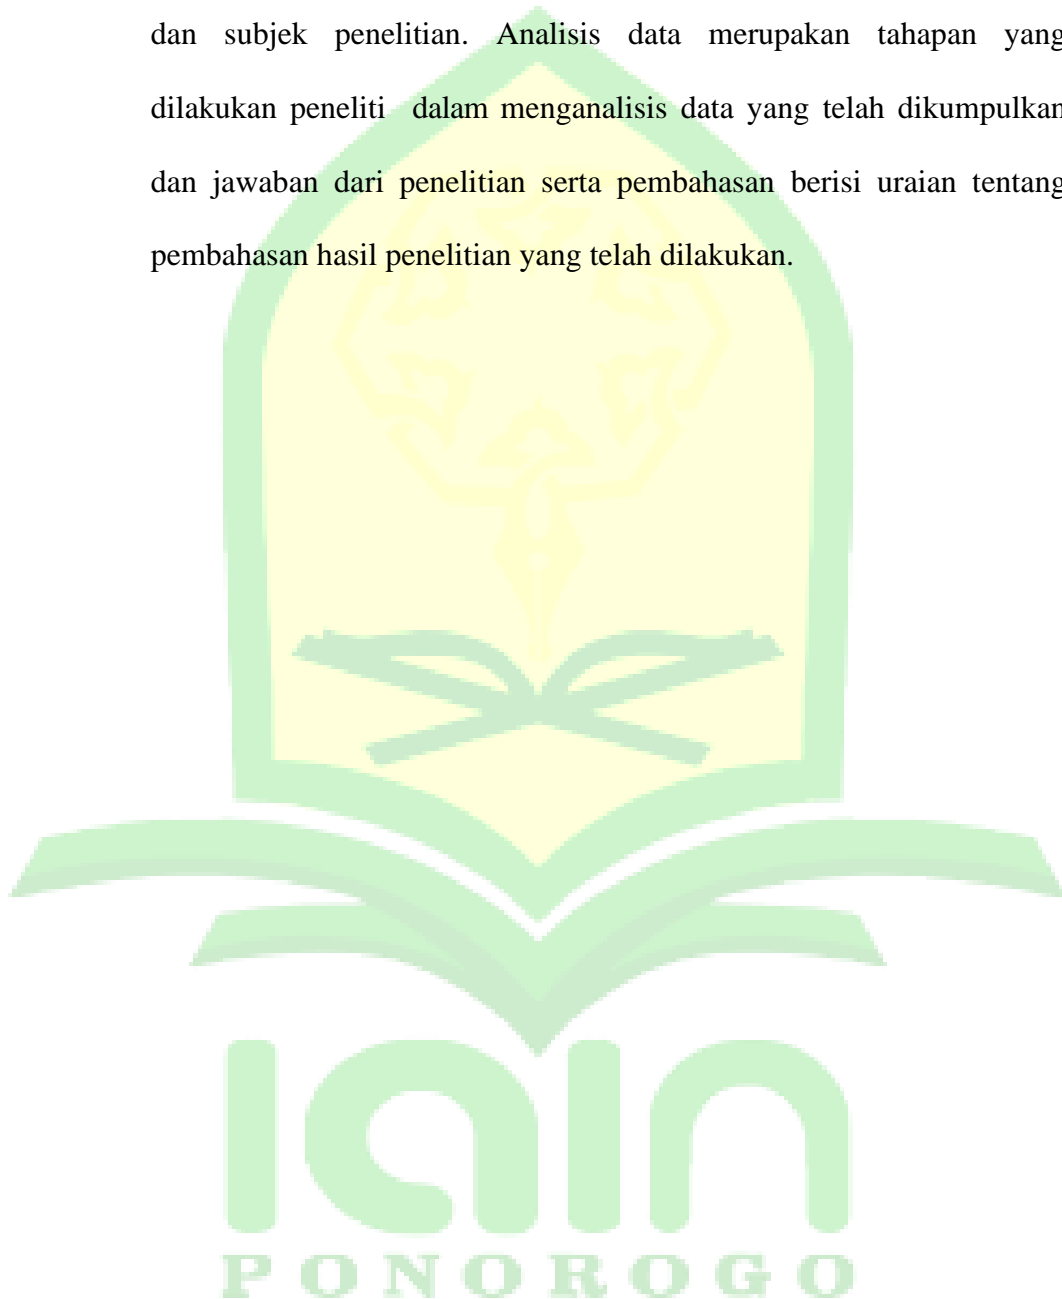 dan subjek penelitian. Analisis data merupakan tahapan yang
dilakukan peneliti dalam menganalisis data yang telah dikumpulkan
dan jawaban dari penelitian serta pembahasan berisi uraian tentang
pembahasan hasil penelitian yang telah dilakukan.
IAIN
PONOROGO